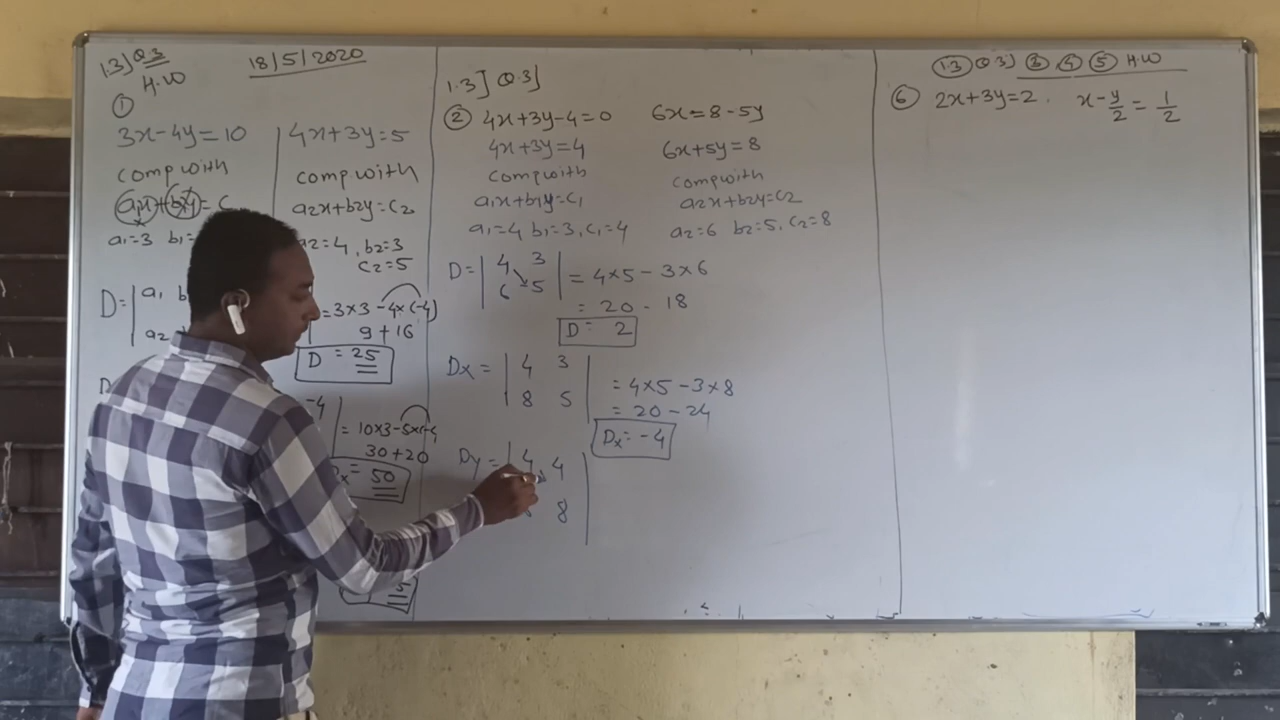 1.3] Q.3
H.W
18/5/2020
①
3x-4y=10
comp with
a1x+b1y=c
a1=3 b1=
D=| a1 b
a2
4x+3y=5
comp with
a2x+b2y=c2
a2=4, b2=3
c2=5
=3×3-4×(-4)
9+16
D = 25
-4|
=10×3-5×(-4
30+20
Dx = 50
1.3] Q.3]
② 4x+3y-4=0
4x+3y=4
comp with
a1x+b1y=c1
a1=4 b1=3, c1=4
6x=8-5y
6x+5y=8
comp with
a2x+b2y=c2
a2=6 b2=5, c2=8
D=| 4 3 | = 4×5-3×6
6 5
= 20-18
D = 2
Dx = | 4 3 |
8 5
= 4×5-3×8
= 20-24
Dx=-4
Dy=| 4 4 |
8
1.3 Q.3] ③ ④ ⑤ H.W
⑥ 2x+3y=2. x-y/2=1/2